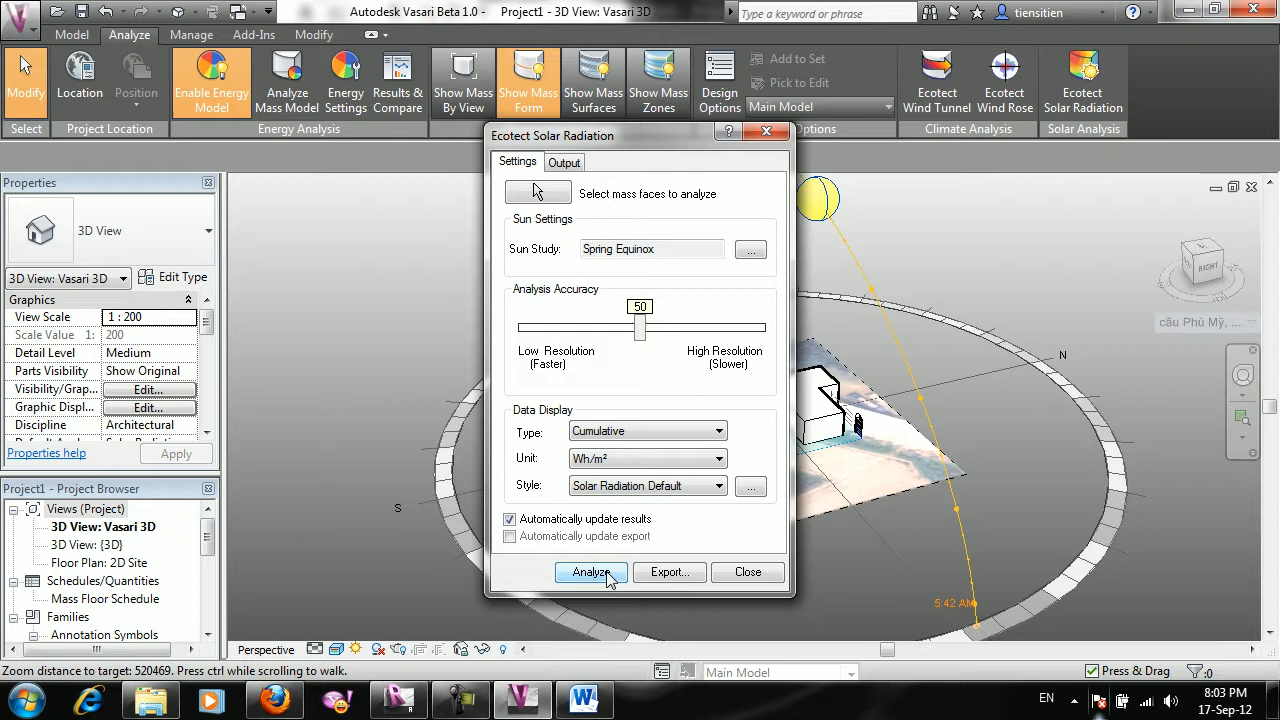 Autodesk Vasari Beta 1.0 - Project1 - 3D View: Vasari 3D
Type a keyword or phrase
tiensitien
Model Analyze Manage Add-Ins Modify
Modify
Location
Position
Enable Energy Model
Analyze Mass Model
Energy Settings
Results & Compare
Show Mass By View
Show Mass Form
Show Mass Surfaces
Show Mass Zones
Design Options
Add to Set
Pick to Edit
Main Model
Ecotect Wind Tunnel
Ecotect Wind Rose
Ecotect Solar Radiation
Select Project Location Energy Analysis Options Climate Analysis Solar Analysis
Properties
3D View
3D View: Vasari 3D
Edit Type
Graphics
View Scale 1 : 200
Scale Value 1: 200
Detail Level Medium
Parts Visibility Show Original
Visibility/Grap... Edit...
Graphic Displ... Edit...
Discipline Architectural
Properties help
Apply
Project1 - Project Browser
Views (Project)
3D View: Vasari 3D
3D View: {3D}
Floor Plan: 2D Site
Schedules/Quantities
Mass Floor Schedule
Families
Annotation Symbols
Ecotect Solar Radiation
Settings Output
Select mass faces to analyze
Sun Settings
Sun Study: Spring Equinox ...
Analysis Accuracy
50
Low Resolution (Faster)
High Resolution (Slower)
Data Display
Type: Cumulative
Unit: Wh/m²
Style: Solar Radiation Default ...
Automatically update results
Automatically update export
Analyze Export... Close
RIGHT
cầu Phú Mỹ, ...
N
S
5:42 AM
Perspective
Zoom distance to target: 520469. Press ctrl while scrolling to walk.
Main Model
Press & Drag
:0
EN
8:03 PM
17-Sep-12